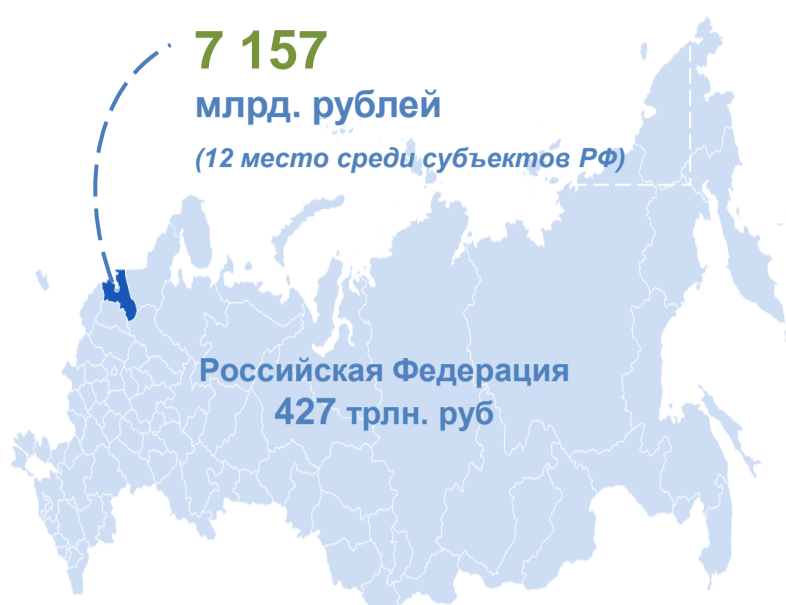 7 157
млрд. рублей
(12 место среди субъектов РФ)
Российская Федерация
427 трлн. руб